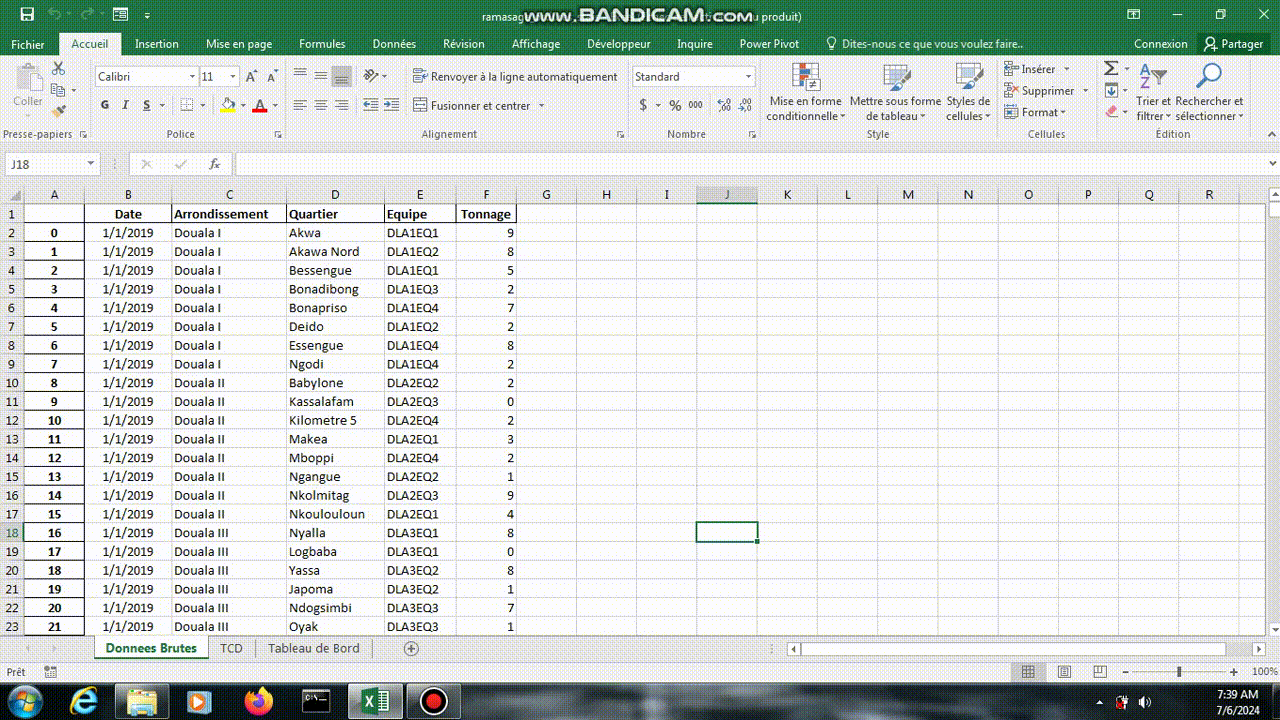 ramasag
www.BANDICAM.com
u produit)
Fichier Accueil Insertion Mise en page Formules Données Révision Affichage Développeur Inquire Power Pivot Dites-nous ce que vous voulez faire.. Connexion Partager
Coller
Calibri 11
Renvoyer à la ligne automatiquement
Standard
Mise en forme conditionnelle
Mettre sous forme de tableau
Styles de cellules
Insérer
Supprimer
Format
Trier et filtrer
Rechercher et sélectionner
G I S
Fusionner et centrer
$ % 000
Presse-papiers Police Alignement Nombre Style Cellules Édition
J18 fx
A B C D E F G H I J K L M N O P Q R
1 Date Arrondissement Quartier Equipe Tonnage
2 0 1/1/2019 Douala I Akwa DLA1EQ1 9
3 1 1/1/2019 Douala I Akawa Nord DLA1EQ2 8
4 2 1/1/2019 Douala I Bessengue DLA1EQ1 5
5 3 1/1/2019 Douala I Bonadibong DLA1EQ3 2
6 4 1/1/2019 Douala I Bonapriso DLA1EQ4 7
7 5 1/1/2019 Douala I Deido DLA1EQ2 2
8 6 1/1/2019 Douala I Essengue DLA1EQ4 8
9 7 1/1/2019 Douala I Ngodi DLA1EQ4 2
10 8 1/1/2019 Douala II Babylone DLA2EQ2 2
11 9 1/1/2019 Douala II Kassalafam DLA2EQ3 0
12 10 1/1/2019 Douala II Kilometre 5 DLA2EQ4 2
13 11 1/1/2019 Douala II Makea DLA2EQ1 3
14 12 1/1/2019 Douala II Mboppi DLA2EQ4 2
15 13 1/1/2019 Douala II Ngangue DLA2EQ2 1
16 14 1/1/2019 Douala II Nkolmitag DLA2EQ3 9
17 15 1/1/2019 Douala II Nkoulouloun DLA2EQ1 4
18 16 1/1/2019 Douala III Nyalla DLA3EQ1 8
19 17 1/1/2019 Douala III Logbaba DLA3EQ1 0
20 18 1/1/2019 Douala III Yassa DLA3EQ2 8
21 19 1/1/2019 Douala III Japoma DLA3EQ2 1
22 20 1/1/2019 Douala III Ndogsimbi DLA3EQ3 7
23 21 1/1/2019 Douala III Oyak DLA3EQ3 1
Donnees Brutes TCD Tableau de Bord
Prêt 100%
7:39 AM
7/6/2024